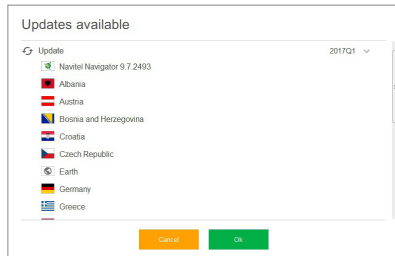 Updates available
Update 2017Q1
Navitel Navigator 9.7.2493
Albania
Austria
Bosnia and Herzegovina
Croatia
Czech Republic
Earth
Germany
Greece
Cancel Ok